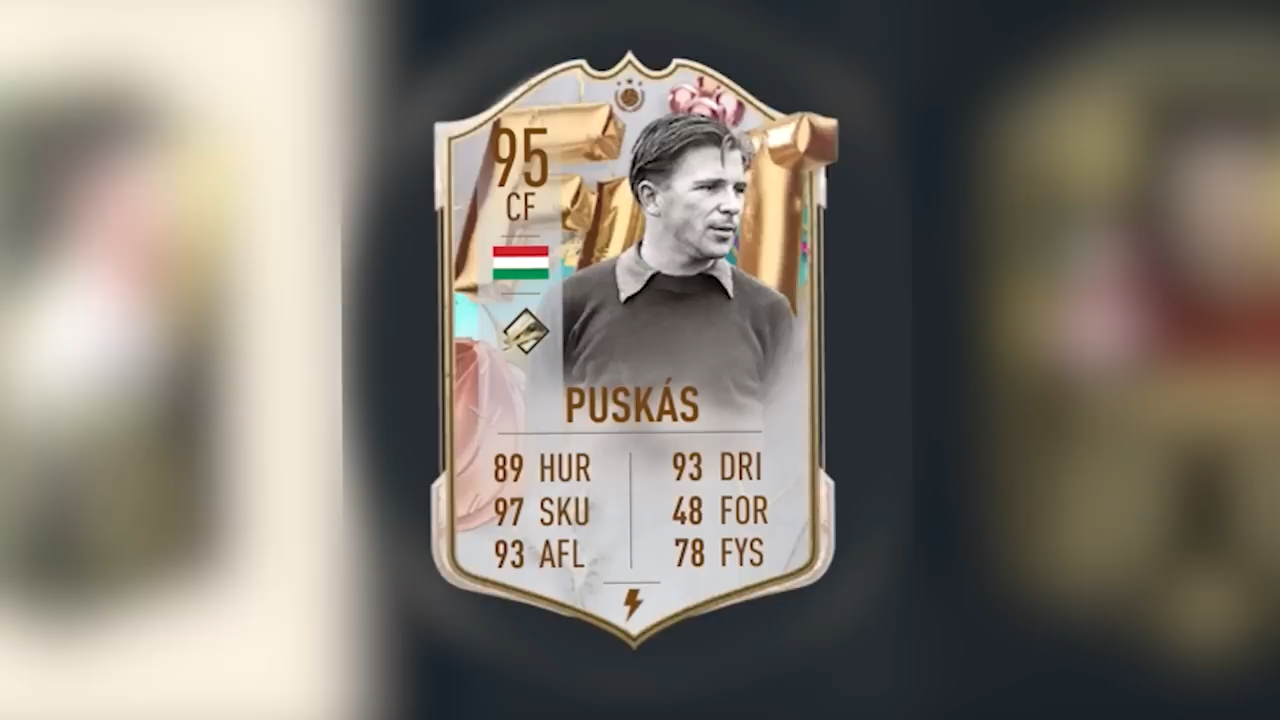 95
CF
PUSKÁS
89 HUR 93 DRI
97 SKU 48 FOR
93 AFL 78 FYS